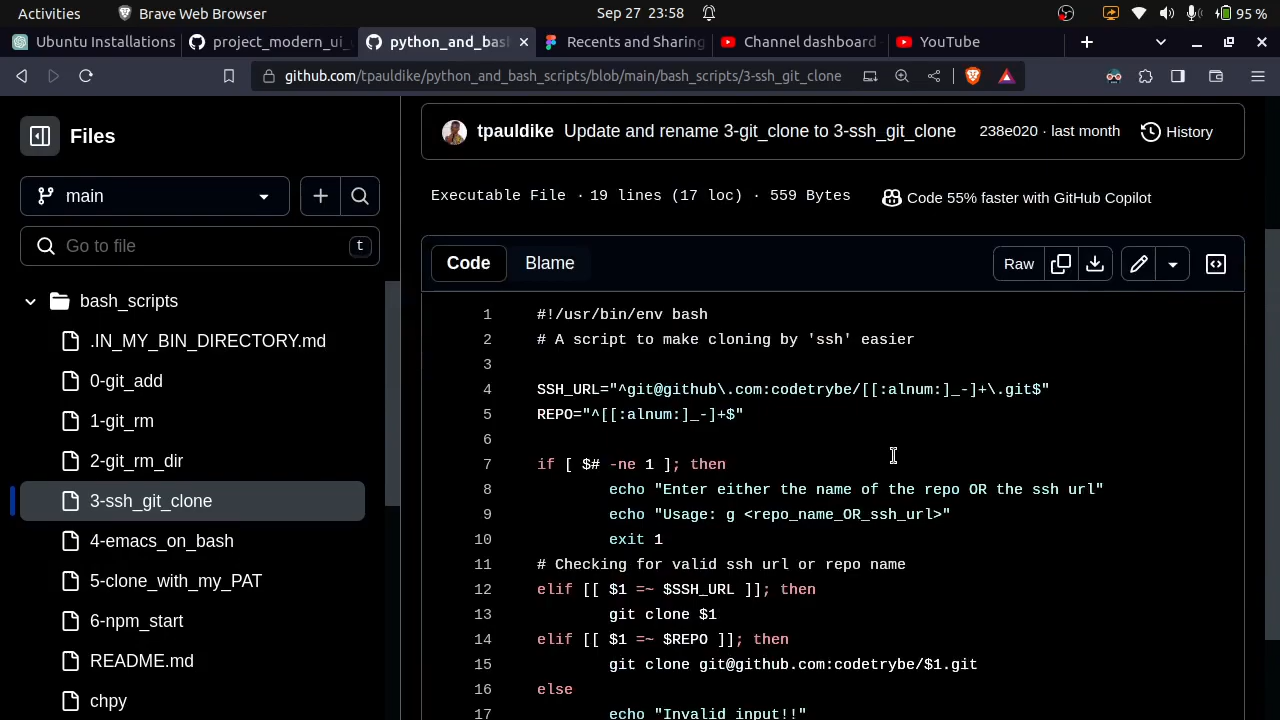 Activities
Brave Web Browser
Sep 27 23:58
95 %
Ubuntu Installations
project_modern_ui_
python_and_bas
Recents and Sharing
Channel dashboard -
YouTube
github.com/tpauldike/python_and_bash_scripts/blob/main/bash_scripts/3-ssh_git_clone
Files
main
Go to file
t
bash_scripts
.IN_MY_BIN_DIRECTORY.md
0-git_add
1-git_rm
2-git_rm_dir
3-ssh_git_clone
4-emacs_on_bash
5-clone_with_my_PAT
6-npm_start
README.md
chpy
tpauldike Update and rename 3-git_clone to 3-ssh_git_clone 238e020 · last month History
Executable File · 19 lines (17 loc) · 559 Bytes Code 55% faster with GitHub Copilot
Code Blame Raw
1 #!/usr/bin/env bash
2 # A script to make cloning by 'ssh' easier
3
4 SSH_URL="^git@github\.com:codetrybe/[[:alnum:]_-]+\.git$"
5 REPO="^[[:alnum:]_-]+$"
6
7 if [ $# -ne 1 ]; then
8 echo "Enter either the name of the repo OR the ssh url"
9 echo "Usage: g <repo_name_OR_ssh_url>"
10 exit 1
11 # Checking for valid ssh url or repo name
12 elif [[ $1 =~ $SSH_URL ]]; then
13 git clone $1
14 elif [[ $1 =~ $REPO ]]; then
15 git clone git@github.com:codetrybe/$1.git
16 else
17 echo "Invalid input!!"